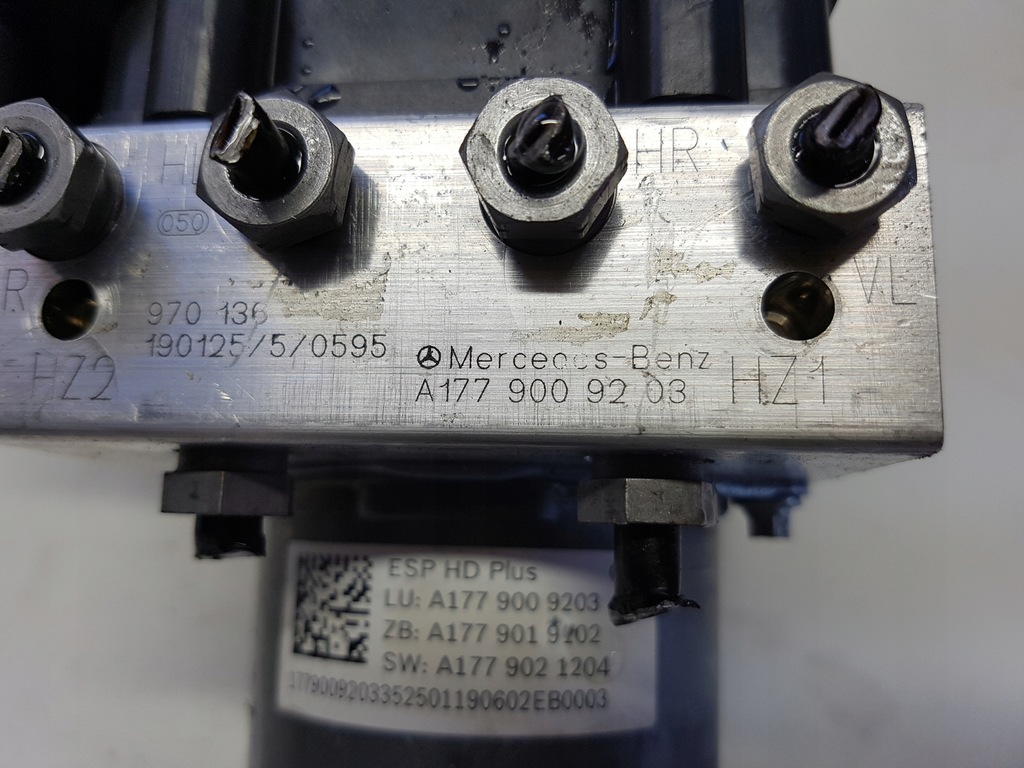 HR
050
R
VL
970 136
190125/5/0595
Mercedes-Benz
A177 900 92 03
HZ2
HZ1
ESP HD Plus
LU: A177 900 9203
ZB: A177 901 9202
SW: A177 902 1204
1779009203352501190602EB0003